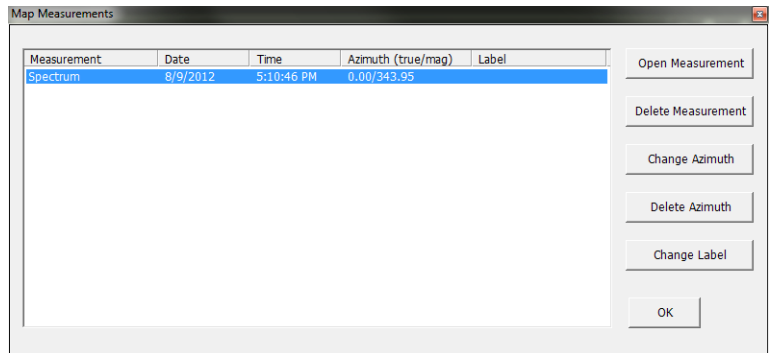 Map Measurements
Measurement Date Time Azimuth (true/mag) Label
Spectrum 8/9/2012 5:10:46 PM 0.00/343.95
Open Measurement
Delete Measurement
Change Azimuth
Delete Azimuth
Change Label
OK